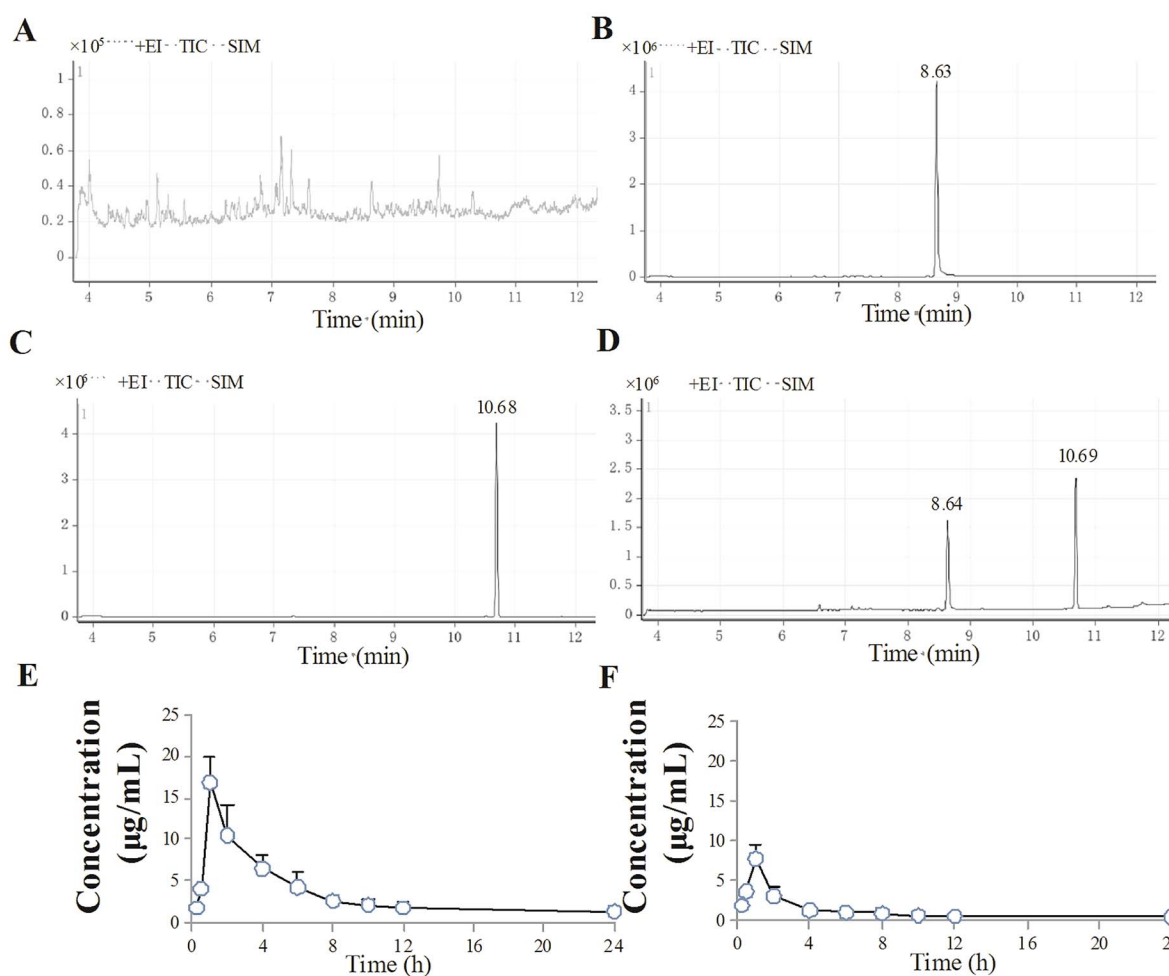 A
×10⁵ +EI TIC SIM
1
1
0.8
0.6
0.4
0.2
0
4 5 6 7 8 9 10 11 12
Time (min)
B
×10⁶ +EI TIC SIM
1
8.63
4
3
2
1
0
4 5 6 7 8 9 10 11 12
Time (min)
C
×10⁶ +EI TIC SIM
1
10.68
4
3
2
1
0
4 5 6 7 8 9 10 11 12
Time (min)
D
×10⁶ +EI TIC SIM
1
3.5
3
2.5
2
1.5
1
0.5
0
8.64
10.69
4 5 6 7 8 9 10 11 12
Time (min)
E
Concentration
(µg/mL)
25
20
15
10
5
0
0 4 8 12 16 20 24
Time (h)
F
Concentration
(µg/mL)
25
20
15
10
5
0
0 4 8 12 16 20
Time (h)